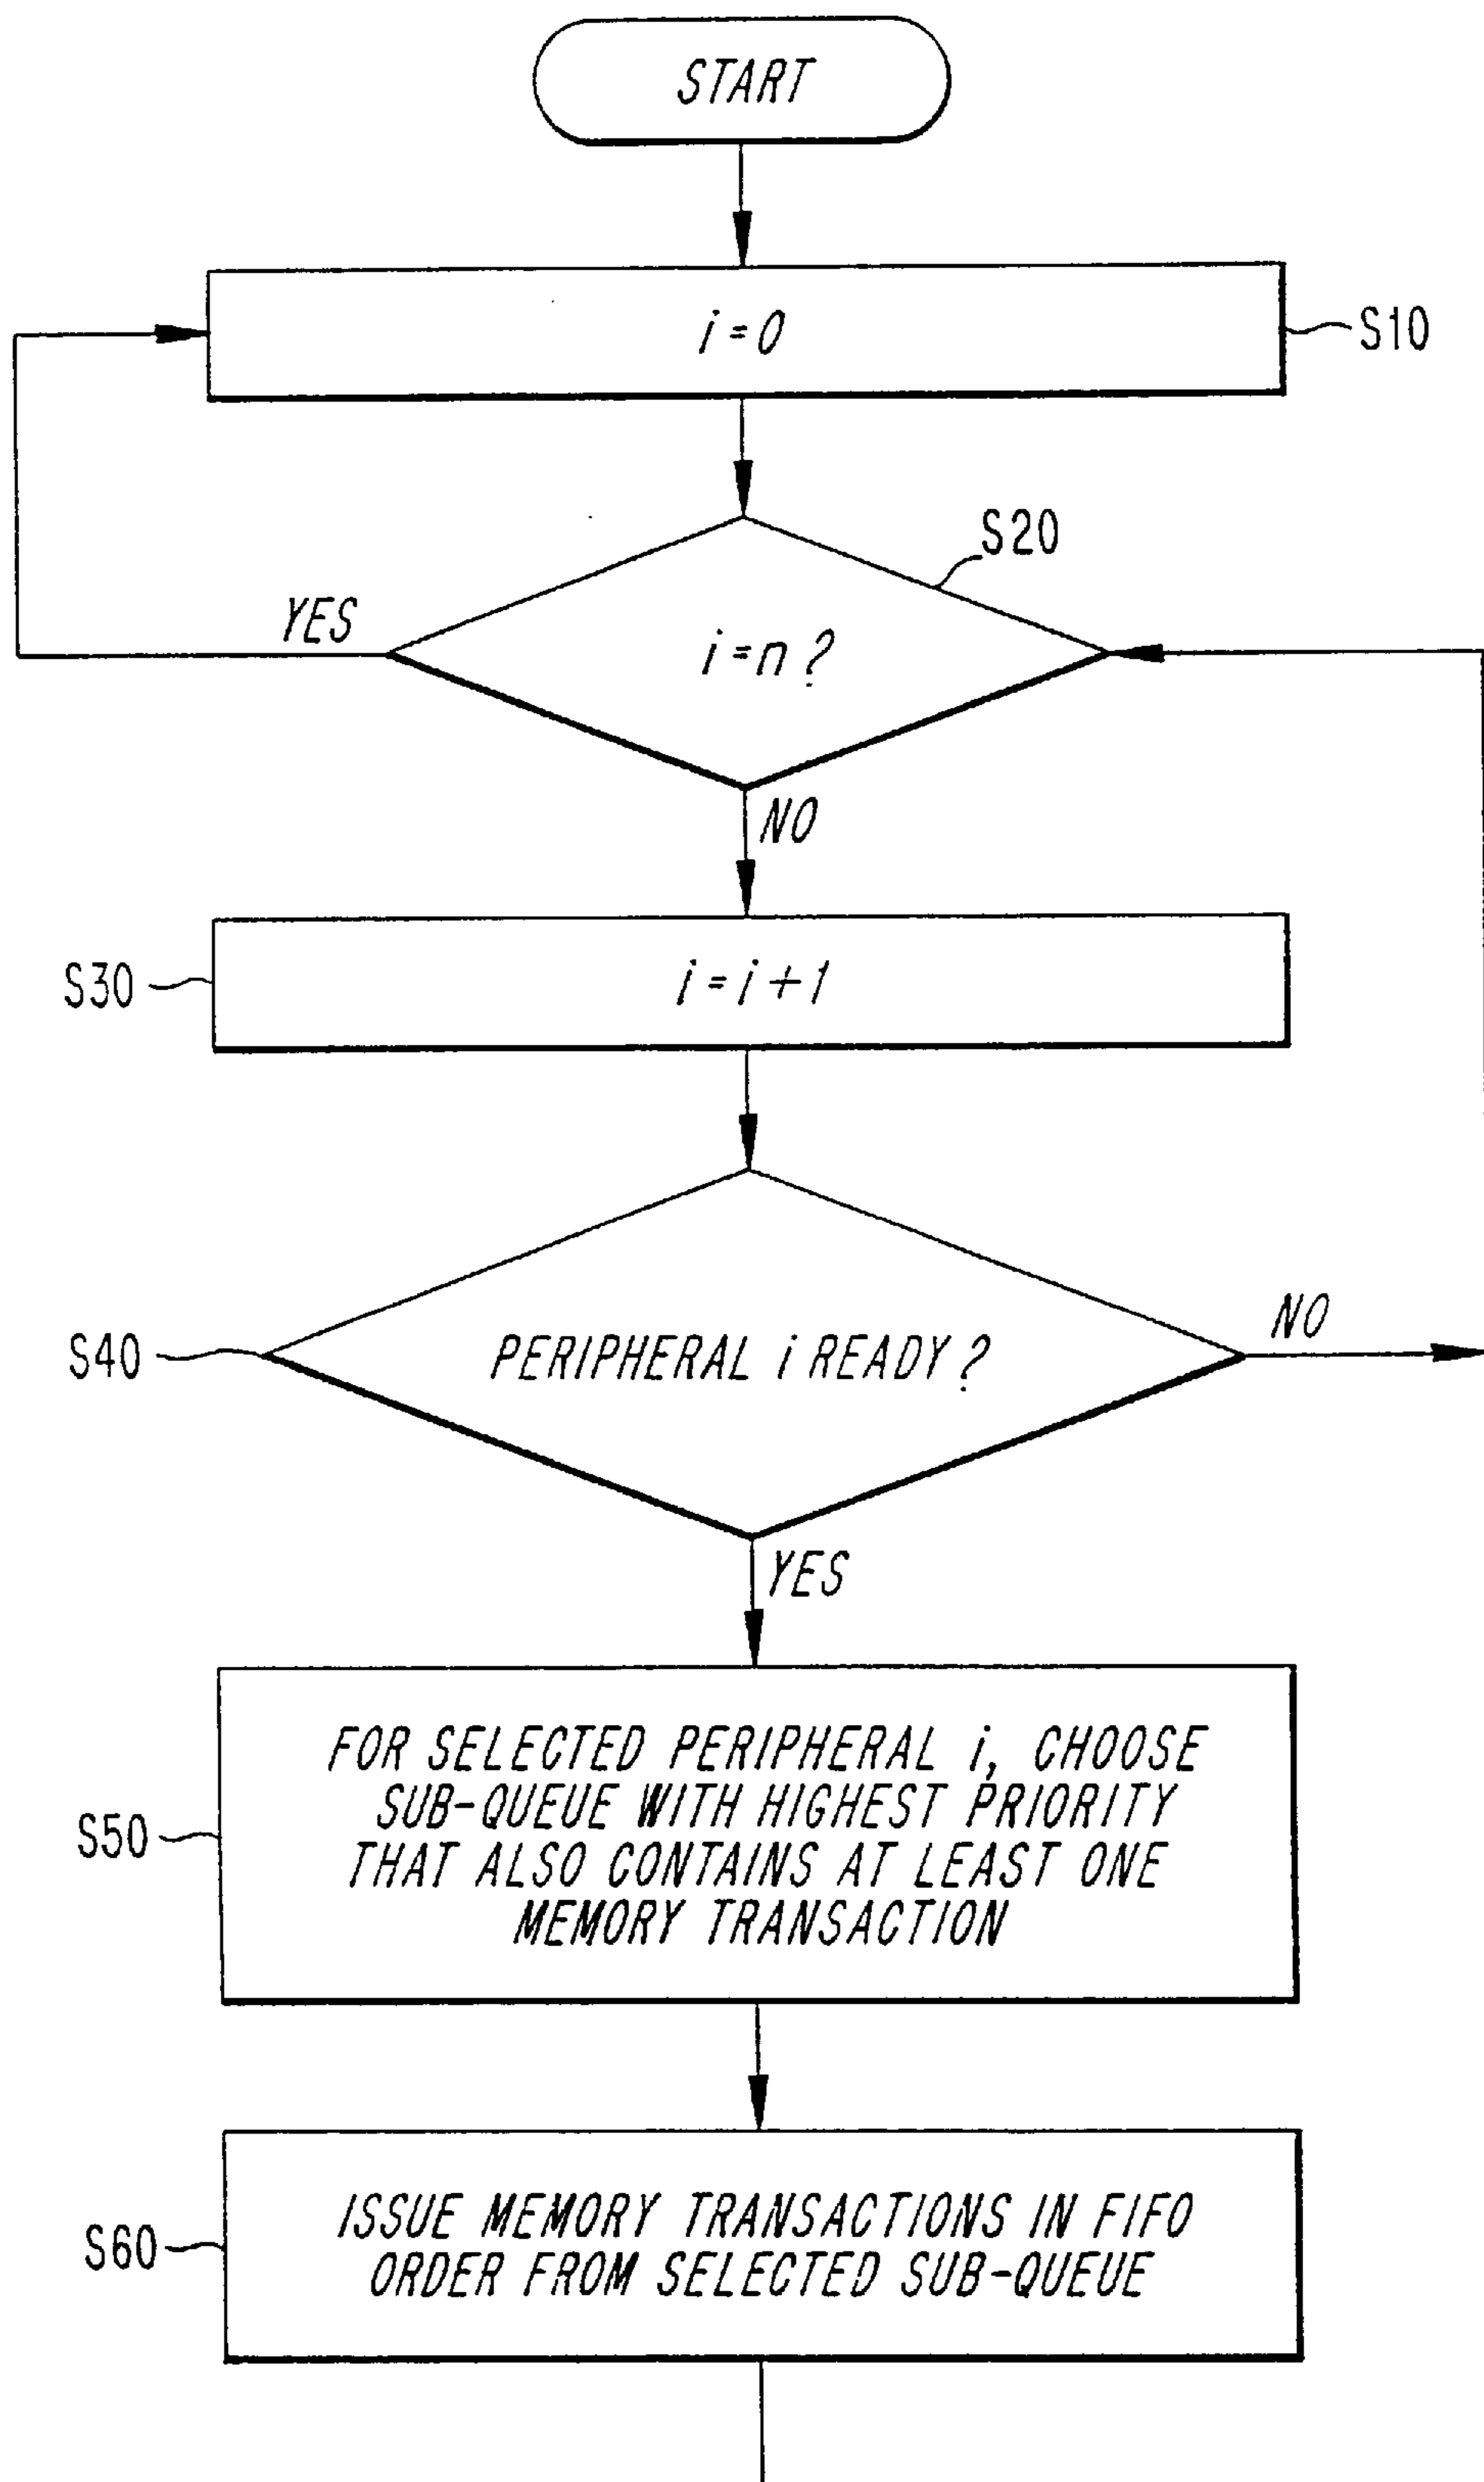 START
i=0
S10
S20
YES
i=n?
NO
S30
i=i+1
NO
S40
PERIPHERAL i READY?
YES
FOR SELECTED PERIPHERAL i, CHOOSE
SUB-QUEUE WITH HIGHEST PRIORITY
S50
THAT ALSO CONTAINS AT LEAST ONE
MEMORY TRANSACTION
ISSUE MEMORY TRANSACTIONS IN FIFO
S60
ORDER FROM SELECTED SUB-QUEUE